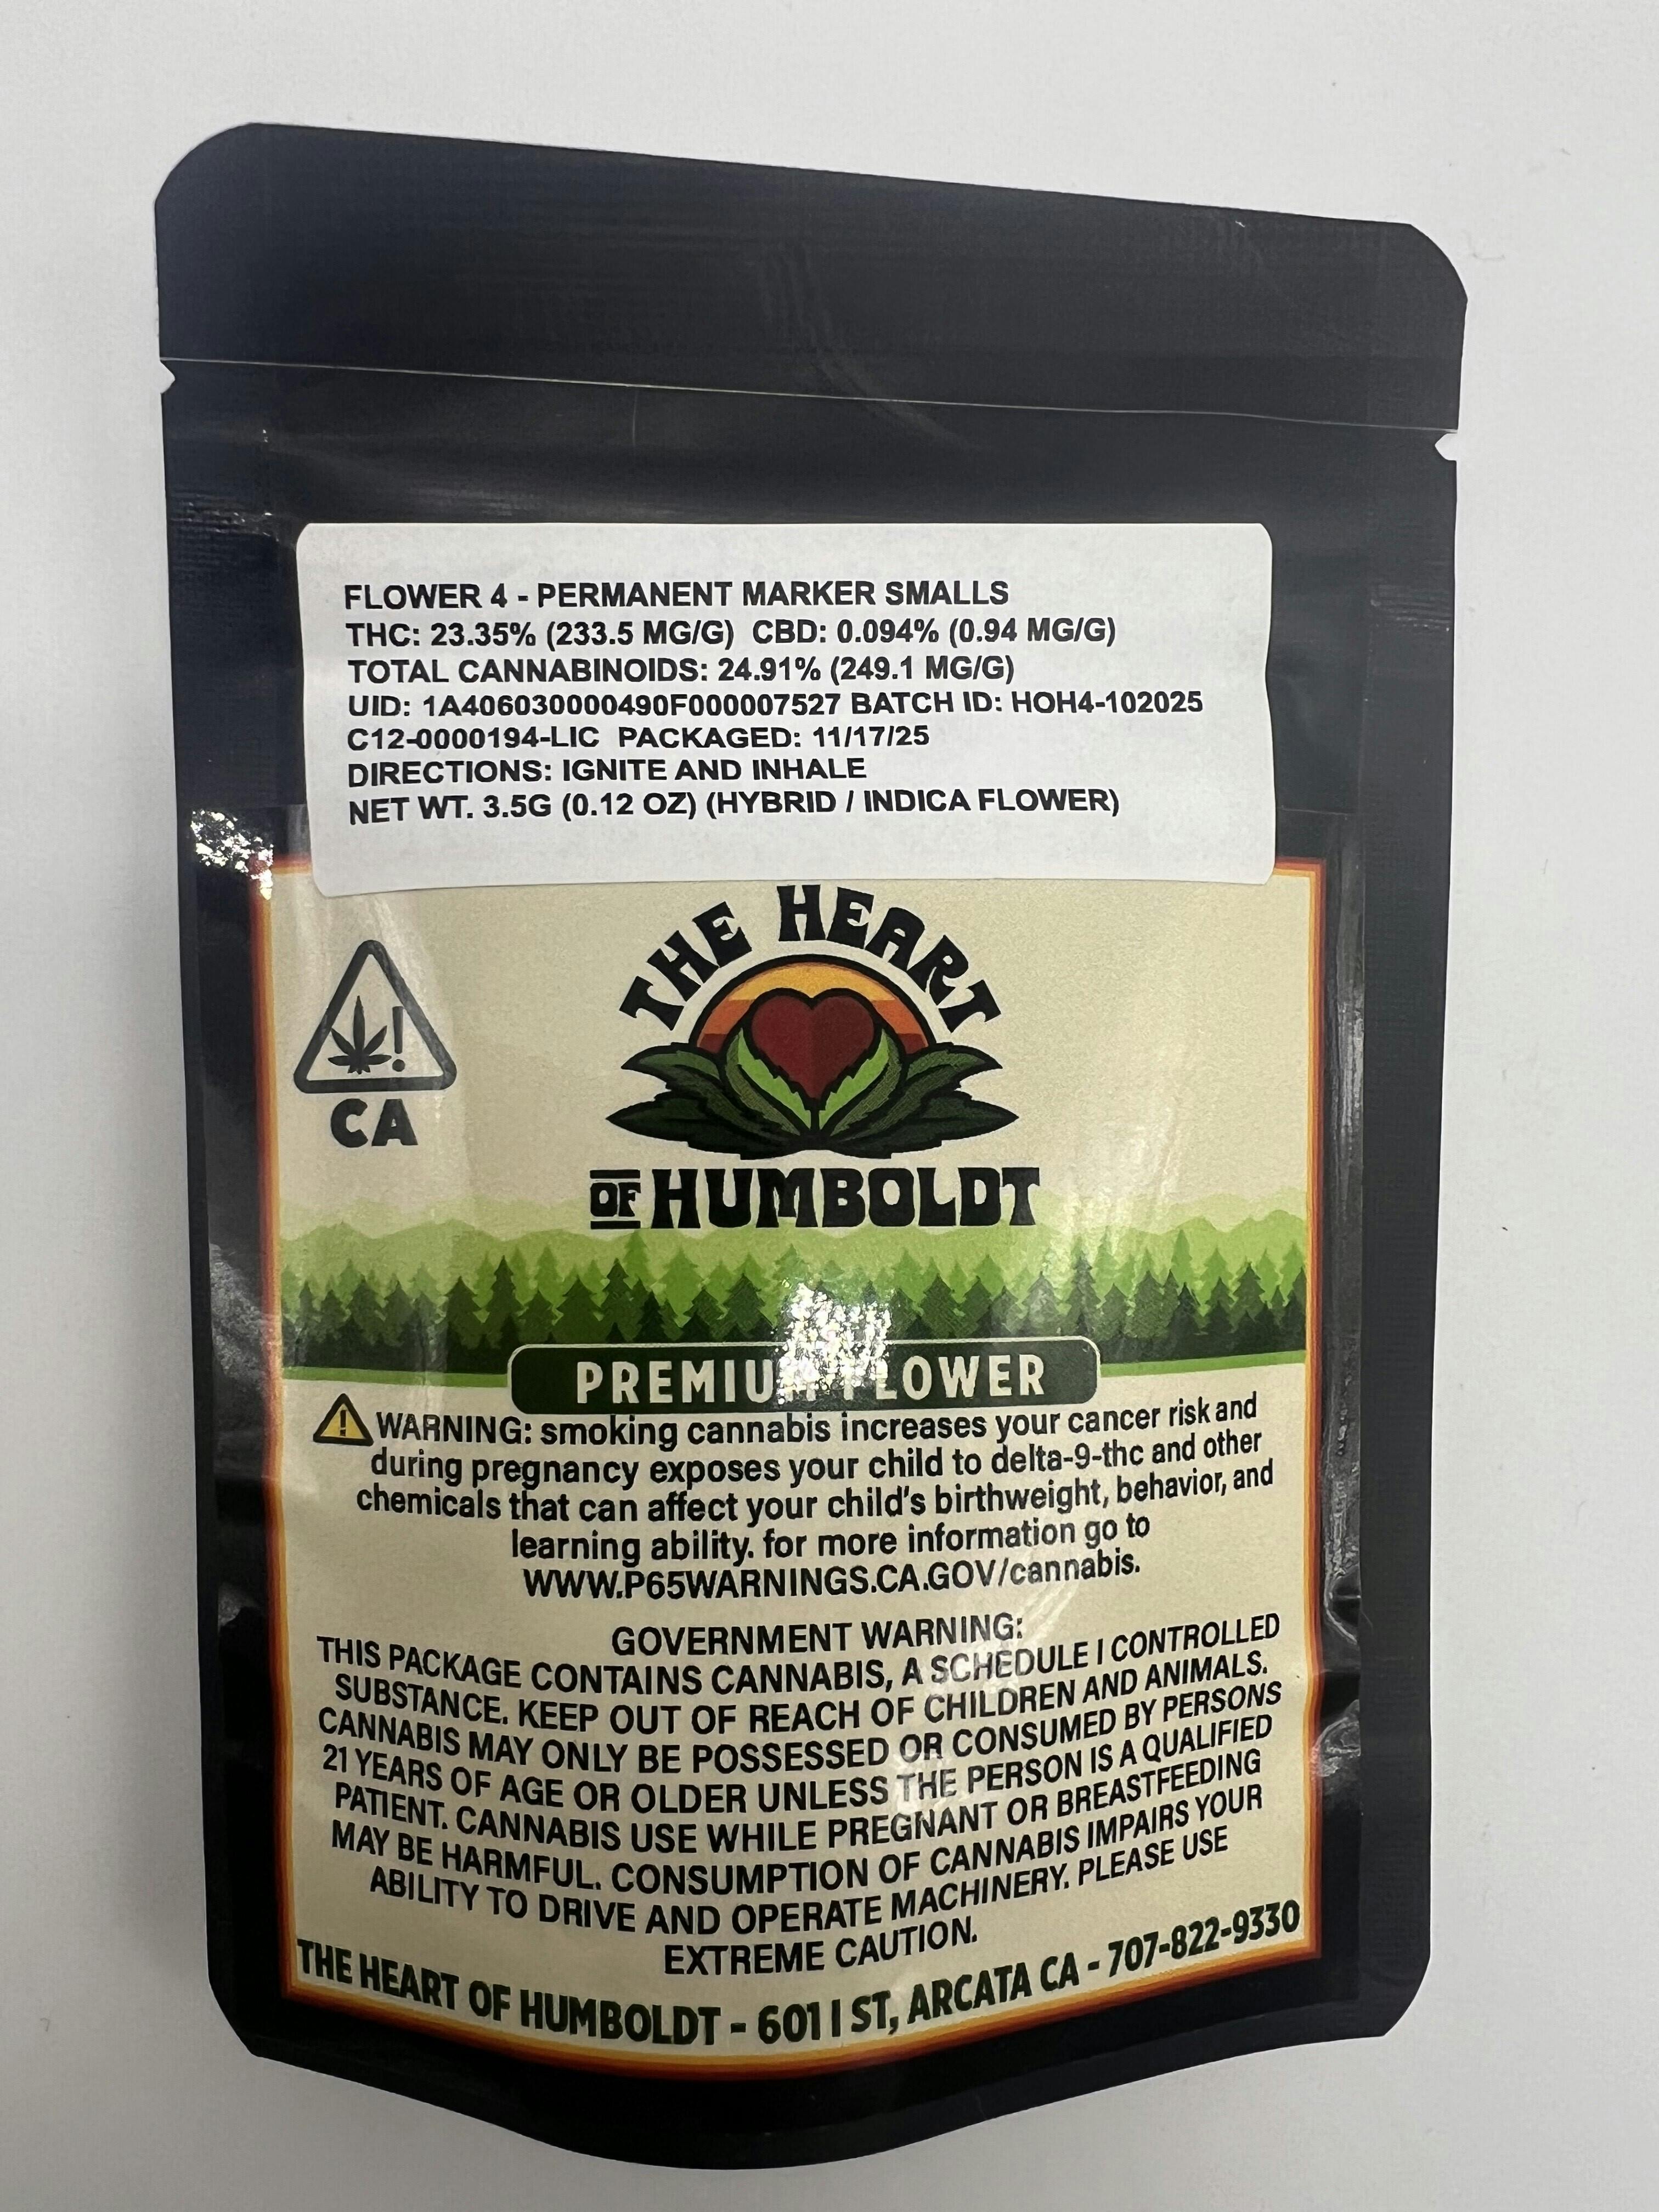 FLOWER 4 - PERMANENT MARKER SMALLS
THC: 23.35% (233.5 MG/G) CBD: 0.094% (0.94 MG/G)
TOTAL CANNABINOIDS: 24.91% (249.1 MG/G)
UID: 1A406030000490F000007527 BATCH ID: HOH4-102025
C12-0000194-LIC PACKAGED: 11/17/25
DIRECTIONS: IGNITE AND INHALE
NET WT. 3.5G (0.12 OZ) (HYBRID / INDICA FLOWER)
THE HEART
!
CA
OF HUMBOLDT
PREMIUM FLOWER
! WARNING: smoking cannabis increases your cancer risk and
during pregnancy exposes your child to delta-9-thc and other
chemicals that can affect your child's birthweight, behavior, and
learning ability. for more information go to
WWW.P65WARNINGS.CA.GOV/cannabis.
GOVERNMENT WARNING:
THIS PACKAGE CONTAINS CANNABIS, A SCHEDULE I CONTROLLED
SUBSTANCE. KEEP OUT OF REACH OF CHILDREN AND ANIMALS.
CANNABIS MAY ONLY BE POSSESSED OR CONSUMED BY PERSONS
21 YEARS OF AGE OR OLDER UNLESS THE PERSON IS A QUALIFIED
PATIENT. CANNABIS USE WHILE PREGNANT OR BREASTFEEDING
MAY BE HARMFUL. CONSUMPTION OF CANNABIS IMPAIRS YOUR
ABILITY TO DRIVE AND OPERATE MACHINERY. PLEASE USE
EXTREME CAUTION.
THE HEART OF HUMBOLDT - 601 I ST, ARCATA CA - 707-822-9330